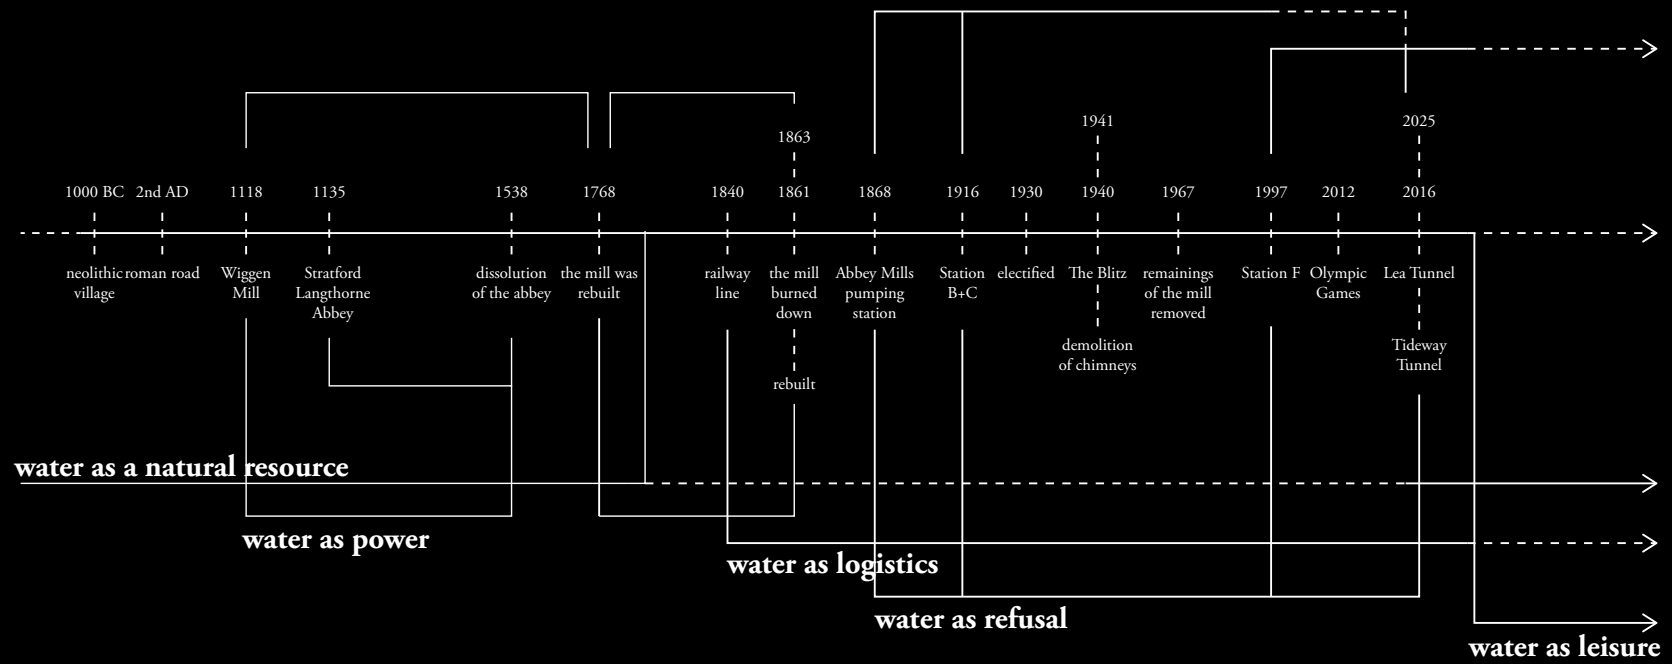 1941
2025
1863
1000 BC 2nd AD 1118 1135 1538 1768 1840 1861 1868 1916 1930 1940 1967 1997 2012 2016
neolithic
village
roman road
Wiggen
Mill
Stratford
Langthorne
Abbey
dissolution
of the abbey
the mill was
rebuilt
railway
line
the mill
burned
down
rebuilt
Abbey Mills
pumping
station
Station
B+C
electified
The Blitz
demolition
of chimneys
remainings
of the mill
removed
Station F
Olympic
Games
Lea Tunnel
Tideway
Tunnel
water as a natural resource
water as power
water as logistics
water as refusal
water as leisure